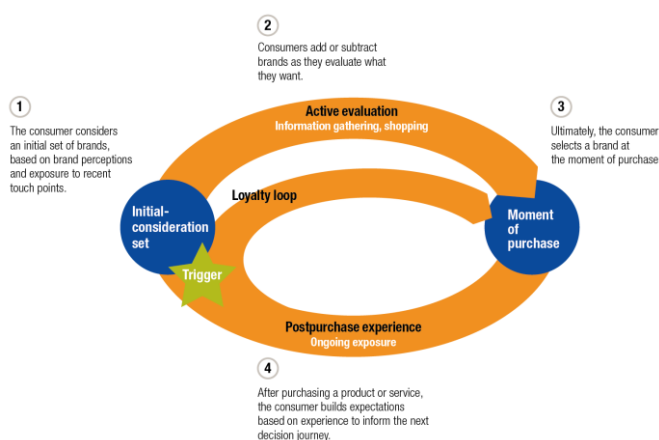 2
Consumers add or subtract
brands as they evaluate what
they want.
1
The consumer considers
an initial set of brands,
based on brand perceptions
and exposure to recent
touch points.
3
Ultimately, the consumer
selects a brand at
the moment of purchase
Active evaluation
Information gathering, shopping
Loyalty loop
Initial-
consideration
set
Moment
of
purchase
Trigger
Postpurchase experience
Ongoing exposure
4
After purchasing a product or service,
the consumer builds expectations
based on experience to inform the next
decision journey.